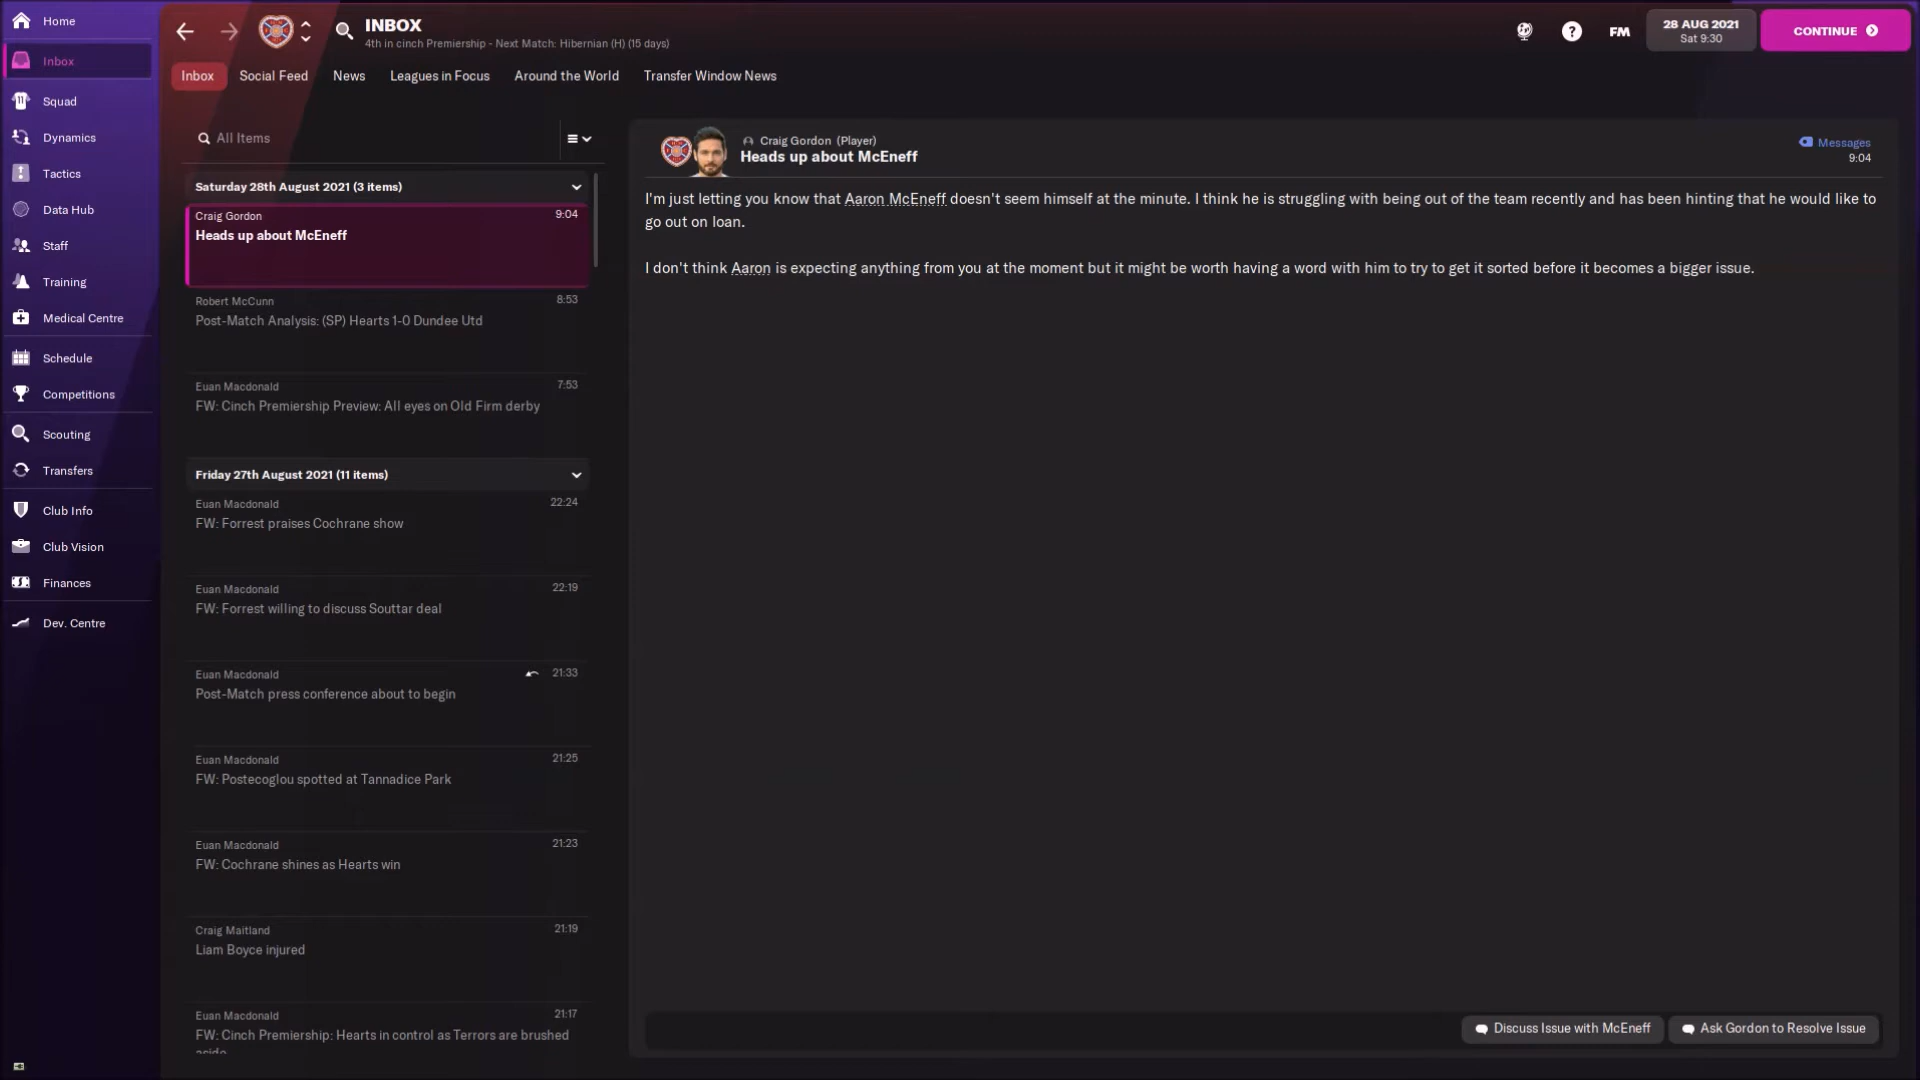 Home
Inbox
Squad
Dynamics
Tactics
Data Hub
Staff
Training
Medical Centre
Schedule
Competitions
Scouting
Transfers
Club Info
Club Vision
Finances
Dev. Centre
INBOX
4th in cinch Premiership - Next Match: Hibernian (H) (15 days)
FM
28 AUG 2021
Sat 9:30
CONTINUE
Inbox
Social Feed
News
Leagues in Focus
Around the World
Transfer Window News
All Items
Saturday 28th August 2021 (3 items)
Craig Gordon
9:04
Heads up about McEneff
Robert McCunn
8:53
Post-Match Analysis: (SP) Hearts 1-0 Dundee Utd
Euan Macdonald
7:53
FW: Cinch Premiership Preview: All eyes on Old Firm derby
Friday 27th August 2021 (11 items)
Euan Macdonald
22:24
FW: Forrest praises Cochrane show
Euan Macdonald
22:19
FW: Forrest willing to discuss Souttar deal
Euan Macdonald
21:33
Post-Match press conference about to begin
Euan Macdonald
21:25
FW: Postecoglou spotted at Tannadice Park
Euan Macdonald
21:23
FW: Cochrane shines as Hearts win
Craig Maitland
21:19
Liam Boyce injured
Euan Macdonald
21:17
FW: Cinch Premiership: Hearts in control as Terrors are brushed
aside
Craig Gordon (Player)
Heads up about McEneff
Messages
9:04
I'm just letting you know that Aaron McEneff doesn't seem himself at the minute. I think he is struggling with being out of the team recently and has been hinting that he would like to
go out on loan.
I don't think Aaron is expecting anything from you at the moment but it might be worth having a word with him to try to get it sorted before it becomes a bigger issue.
Discuss Issue with McEneff
Ask Gordon to Resolve Issue